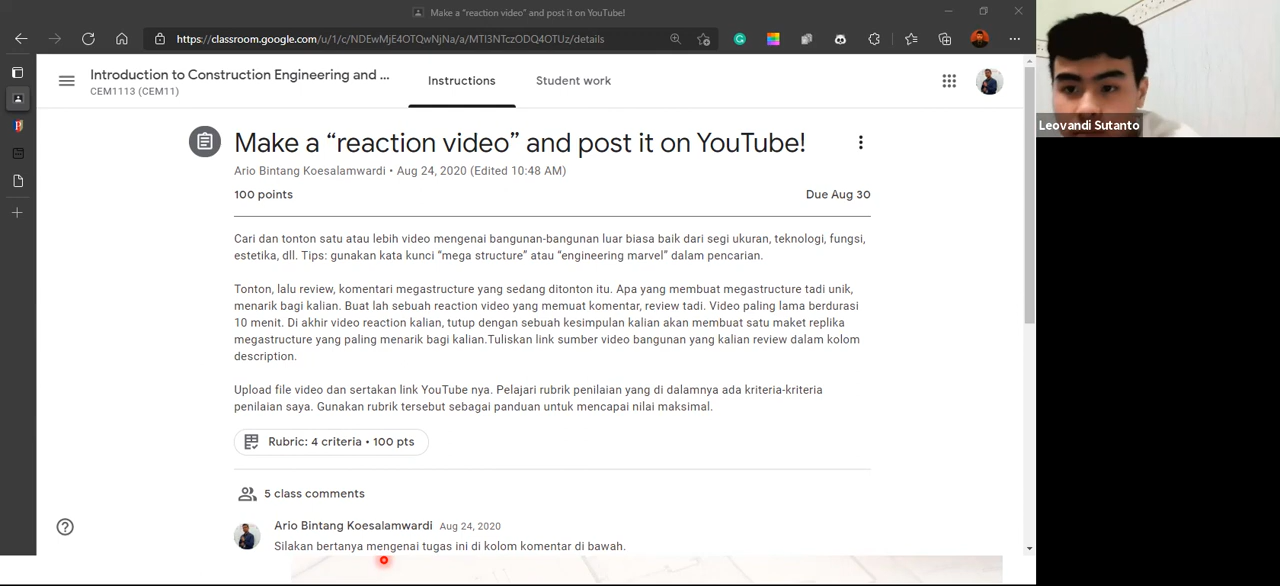 Make a “reaction video” and post it on YouTube!
https://classroom.google.com/u/1/c/NDEwMjE4OTQwNjNa/a/MTI3NTczODQ4OTUz/details
Leovandi Sutanto
Introduction to Construction Engineering and ...
CEM1113 (CEM11)
Instructions
Student work
Make a “reaction video” and post it on YouTube!
Ario Bintang Koesalamwardi • Aug 24, 2020 (Edited 10:48 AM)
100 points
Due Aug 30
Cari dan tonton satu atau lebih video mengenai bangunan-bangunan luar biasa baik dari segi ukuran, teknologi, fungsi,
estetika, dll. Tips: gunakan kata kunci “mega structure” atau “engineering marvel” dalam pencarian.
Tonton, lalu review, komentari megastructure yang sedang ditonton itu. Apa yang membuat megastructure tadi unik,
menarik bagi kalian. Buat lah sebuah reaction video yang memuat komentar, review tadi. Video paling lama berdurasi
10 menit. Di akhir video reaction kalian, tutup dengan sebuah kesimpulan kalian akan membuat satu maket replika
megastructure yang paling menarik bagi kalian.Tuliskan link sumber video bangunan yang kalian review dalam kolom
description.
Upload file video dan sertakan link YouTube nya. Pelajari rubrik penilaian yang di dalamnya ada kriteria-kriteria
penilaian saya. Gunakan rubrik tersebut sebagai panduan untuk mencapai nilai maksimal.
Rubric: 4 criteria • 100 pts
5 class comments
Ario Bintang Koesalamwardi Aug 24, 2020
Silakan bertanya mengenai tugas ini di kolom komentar di bawah.